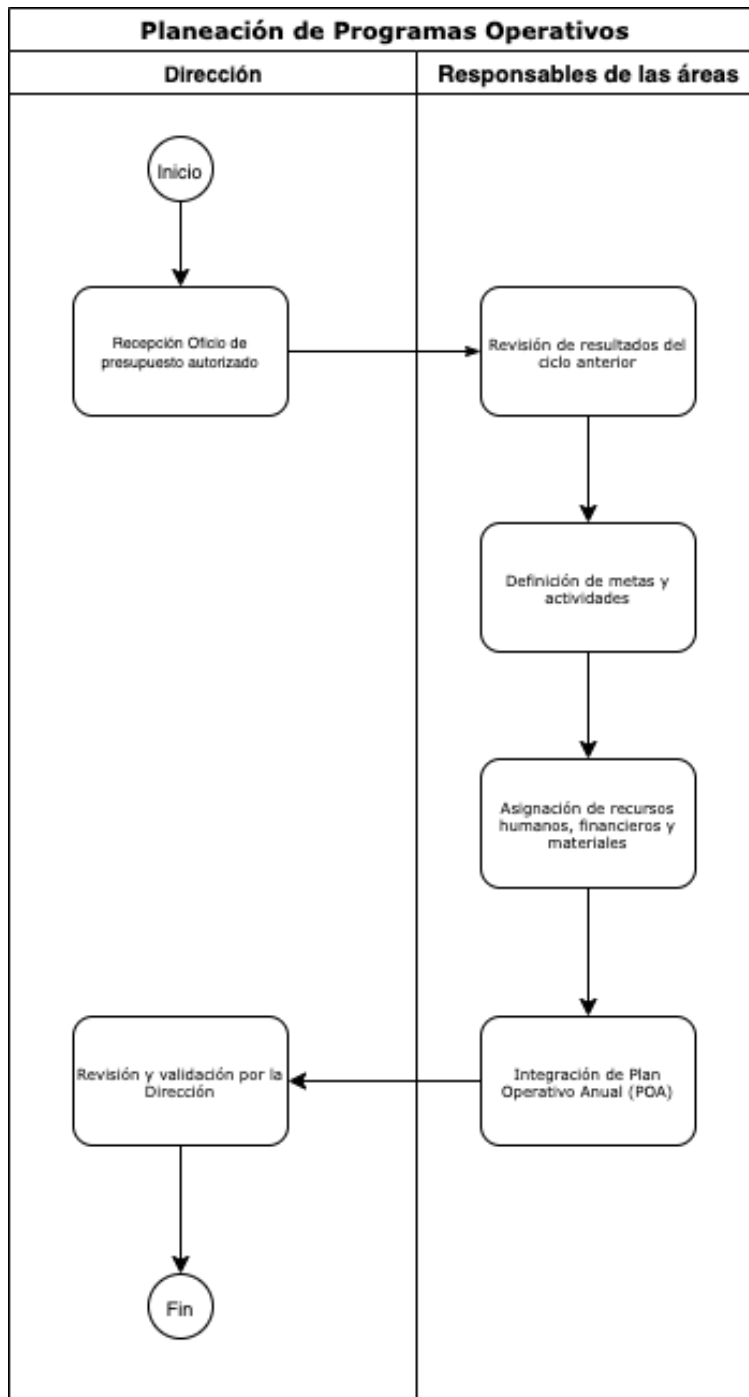 Planeación de Programas Operativos
Dirección
Responsables de las áreas
Inicio
Recepción Oficio de
presupuesto autorizado
Revisión de resultados del
ciclo anterior
Definición de metas y
actividades
Asignación de recursos
humanos, financieros y
materiales
Integración de Plan
Operativo Anual (POA)
Revisión y validación por la
Dirección
Fin